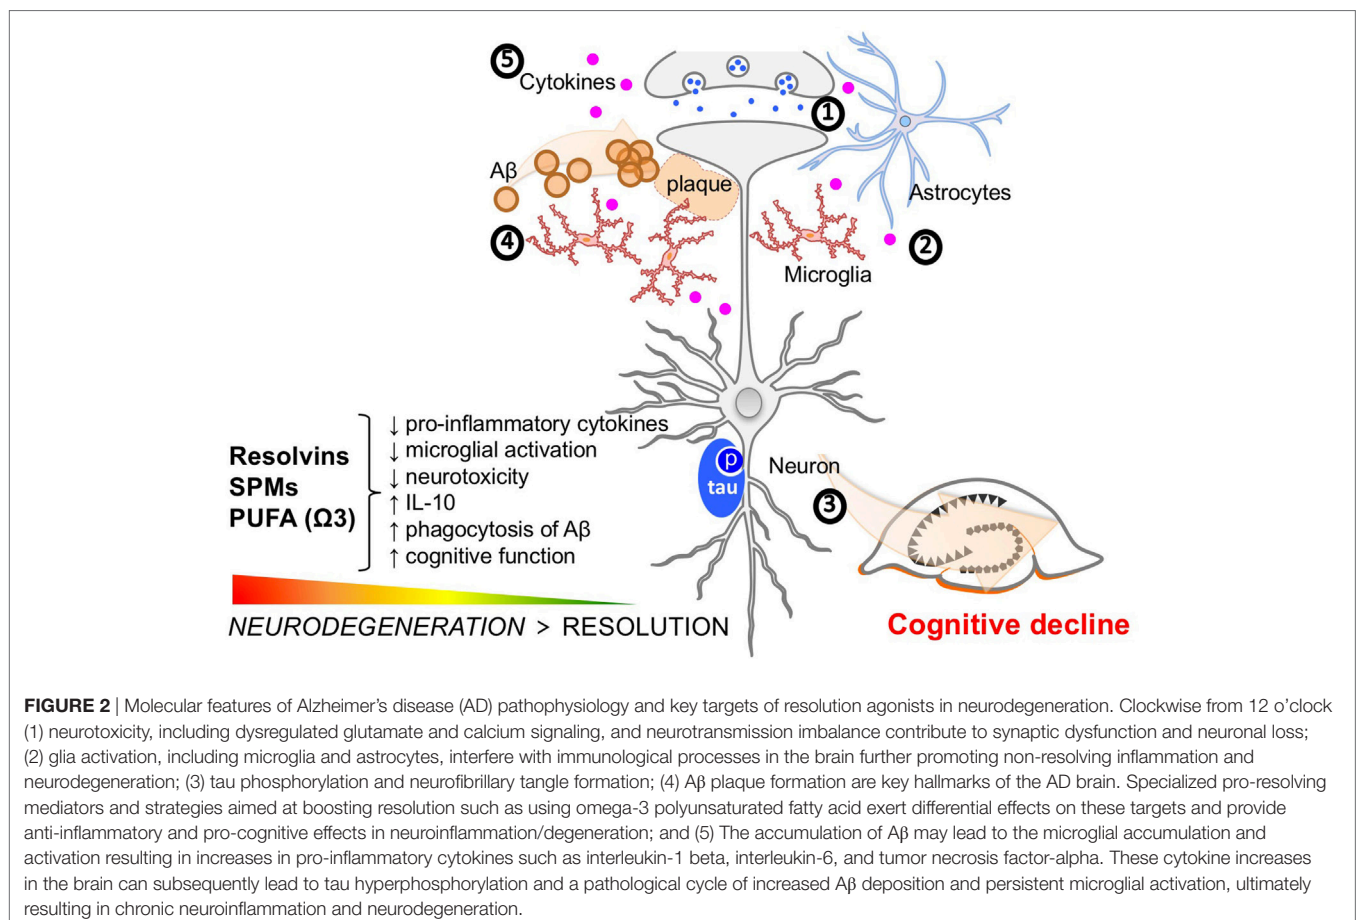 5
Cytokines
1
Aβ
plaque
Astrocytes
4
2
Microglia
Resolvins
SPMs
PUFA (Ω3)
↓ pro-inflammatory cytokines
↓ microglial activation
↓ neurotoxicity
↑ IL-10
↑ phagocytosis of Aβ
↑ cognitive function
p
tau
Neuron
3
NEURODEGENERATION > RESOLUTION
Cognitive decline
FIGURE 2 | Molecular features of Alzheimer's disease (AD) pathophysiology and key targets of resolution agonists in neurodegeneration. Clockwise from 12 o'clock
(1) neurotoxicity, including dysregulated glutamate and calcium signaling, and neurotransmission imbalance contribute to synaptic dysfunction and neuronal loss;
(2) glia activation, including microglia and astrocytes, interfere with immunological processes in the brain further promoting non-resolving inflammation and
neurodegeneration; (3) tau phosphorylation and neurofibrillary tangle formation; (4) Aβ plaque formation are key hallmarks of the AD brain. Specialized pro-resolving
mediators and strategies aimed at boosting resolution such as using omega-3 polyunsaturated fatty acid exert differential effects on these targets and provide
anti-inflammatory and pro-cognitive effects in neuroinflammation/degeneration; and (5) The accumulation of Aβ may lead to the microglial accumulation and
activation resulting in increases in pro-inflammatory cytokines such as interleukin-1 beta, interleukin-6, and tumor necrosis factor-alpha. These cytokine increases
in the brain can subsequently lead to tau hyperphosphorylation and a pathological cycle of increased Aβ deposition and persistent microglial activation, ultimately
resulting in chronic neuroinflammation and neurodegeneration.